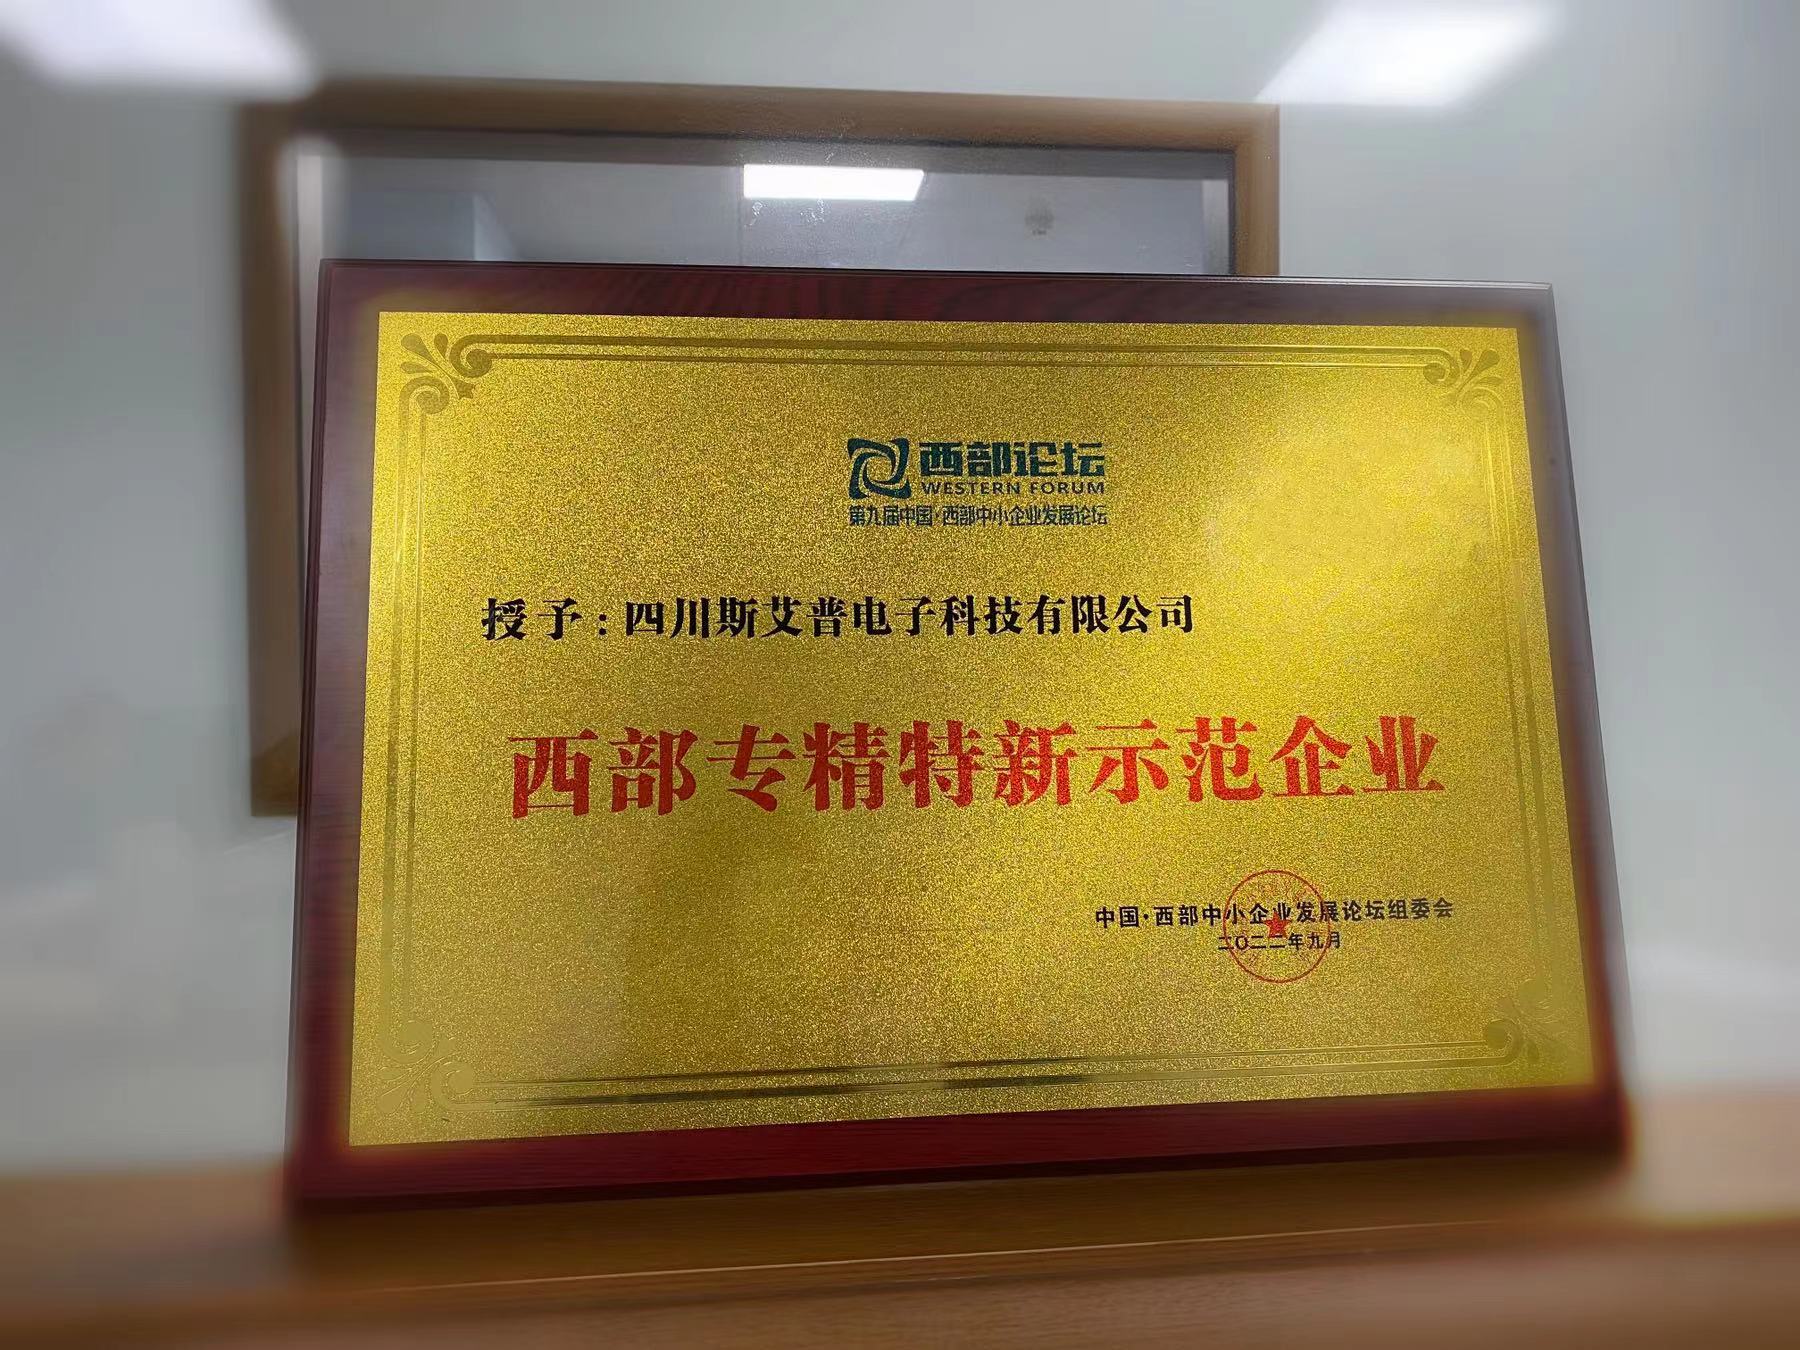 西部论坛
WESTERN FORUM
第九届中国·西部中小企业发展论坛
授予:四川斯艾普电子科技有限公司
西部专精特新示范企业
中国·西部中小企业发展论坛组委会
二〇二二年九月